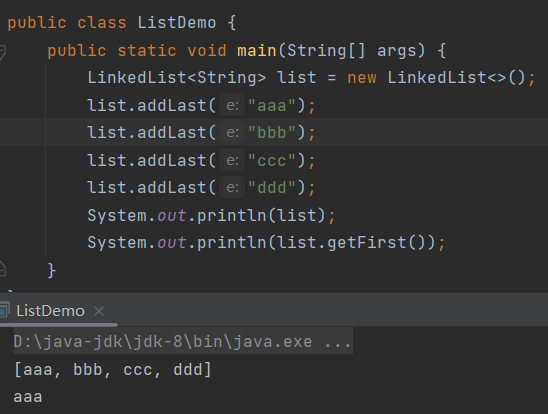 public class ListDemo {
public static void main(String[] args) {
LinkedList<String> list = new LinkedList<>();
list.addLast( e: "aaa");
list.addLast( e: "bbb");
list.addLast( e: "ccc");
list.addLast( e: "ddd");
System.out.println(list);
System.out.println(list.getFirst());
}
ListDemo ×
D:\java-jdk\jdk-8\bin\java.exe ...
[aaa, bbb, ccc, ddd]
aaa